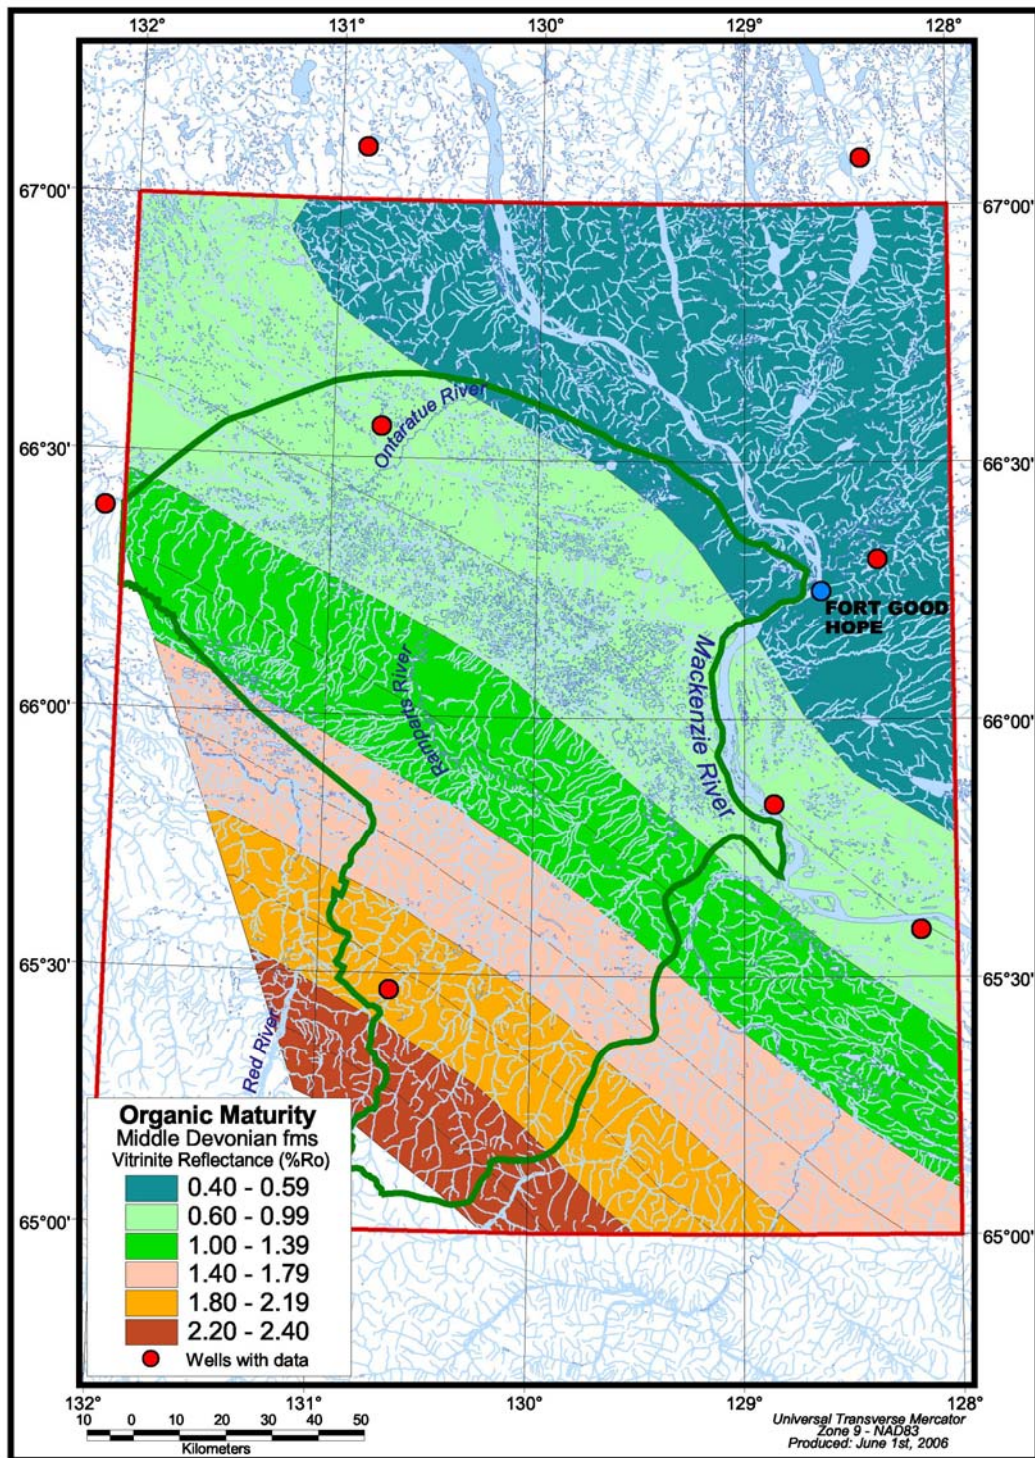 132° 131° 130° 129° 128°
67°00' 67°00'
Ontaratue River
66°50' 66°50'
FORT GOOD
HOPE
Mackenzie River
Ramparts River
66°00' 66°00'
65°50' 65°50'
Red River
Organic Maturity
Middle Devonian fms
Vitrinite Reflectance (%Ro)
0.40 - 0.59
0.60 - 0.99
1.00 - 1.39
1.40 - 1.79
1.80 - 2.19
2.20 - 2.40
Wells with data
65°00' 65°00'
132° 131° 130° 129° 128°
10 0 10 20 30 40 50
Kilometers
Universal Transverse Mercator
Zone 9 - NAD83
Produced: June 1st, 2006